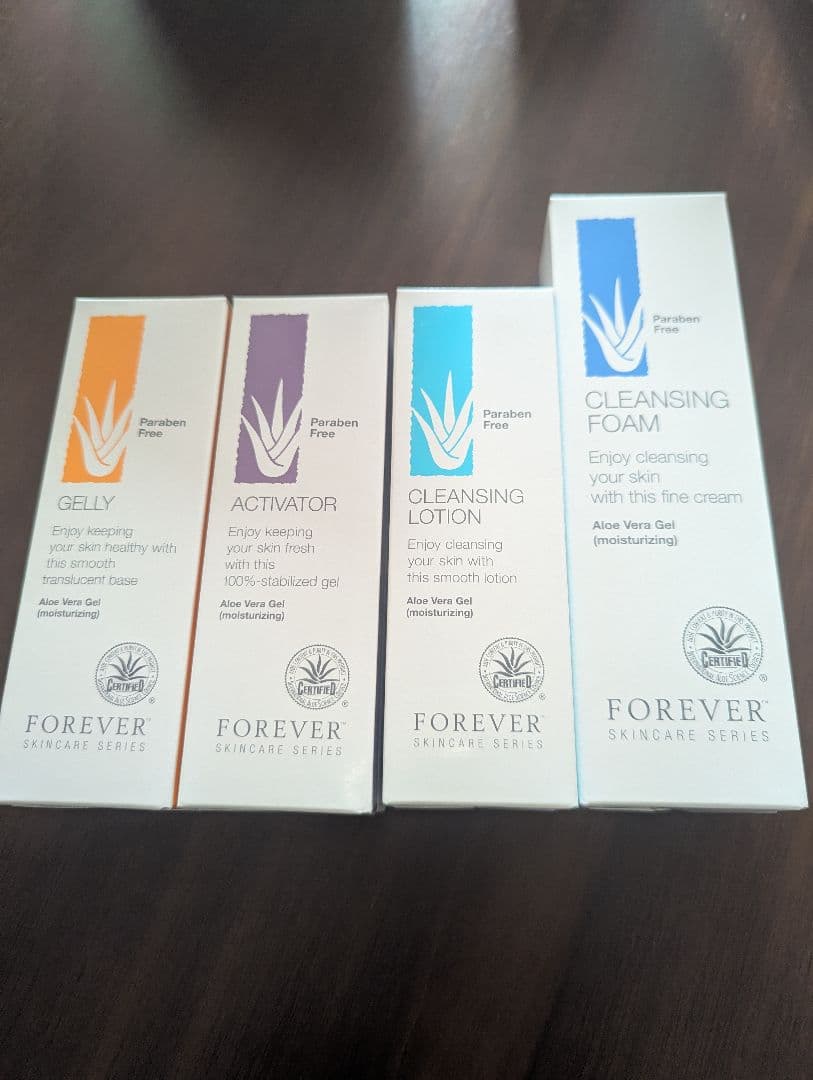 Paraben
Free
GELLY
Enjoy keeping
your skin healthy with
this smooth
translucent base
Aloe Vera Gel
(moisturizing)
CERTIFIED
®
FOREVER™
SKINCARE SERIES
Paraben
Free
ACTIVATOR
Enjoy keeping
your skin fresh
with this
100%-stabilized gel
Aloe Vera Gel
(moisturizing)
CERTIFIED
®
FOREVER™
SKINCARE SERIES
Paraben
Free
CLEANSING
LOTION
Enjoy cleansing
your skin with
this smooth lotion
Aloe Vera Gel
(moisturizing)
CERTIFIED
®
FOREVER™
SKINCARE SERIES
Paraben
Free
CLEANSING
FOAM
Enjoy cleansing
your skin
with this fine cream
Aloe Vera Gel
(moisturizing)
CERTIFIED
®
FOREVER™
SKINCARE SERIES